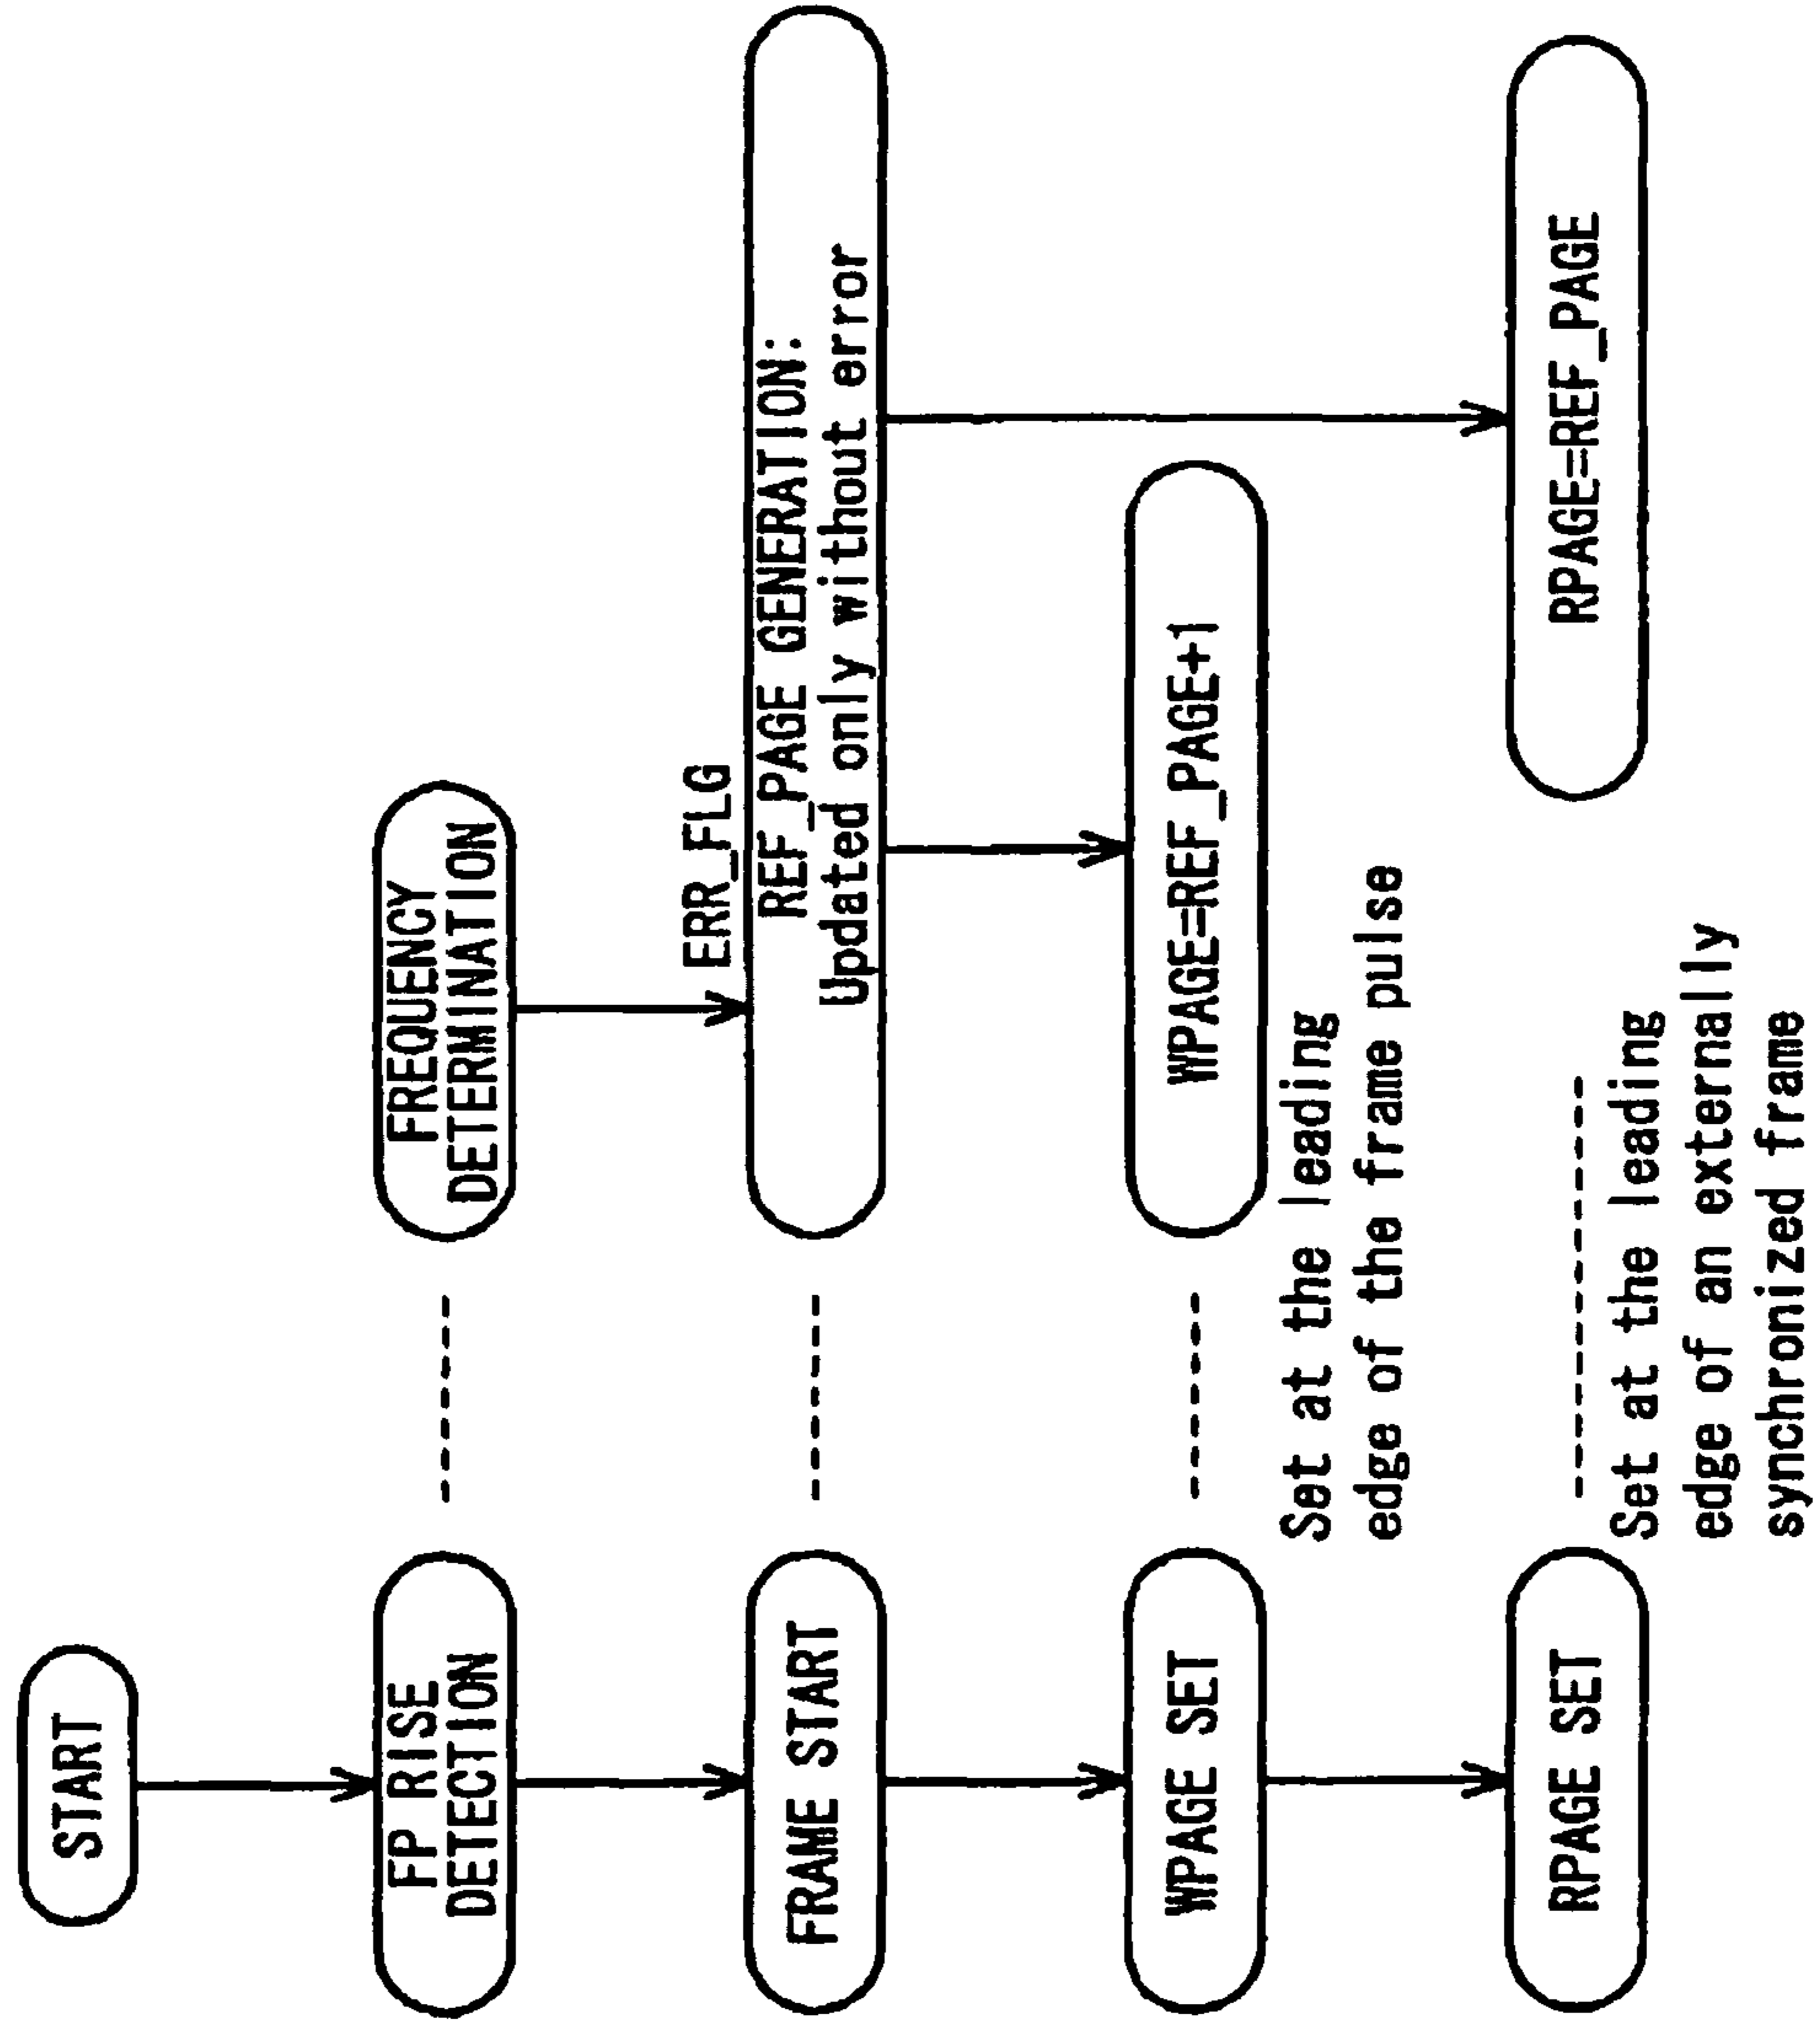 START
FP RISE
DETECTION
FREQUENCY
DETERMINATION
ERR_FLG
FRAME START
REF_PAGE GENERATION:
Updated only without error
WPAGE SET
WPAGE=REF_PAGE+1
Set at the leading
edge of the frame pulse
RPAGE SET
RPAGE=REF_PAGE
Set at the leading
edge of an externally
synchronized frame